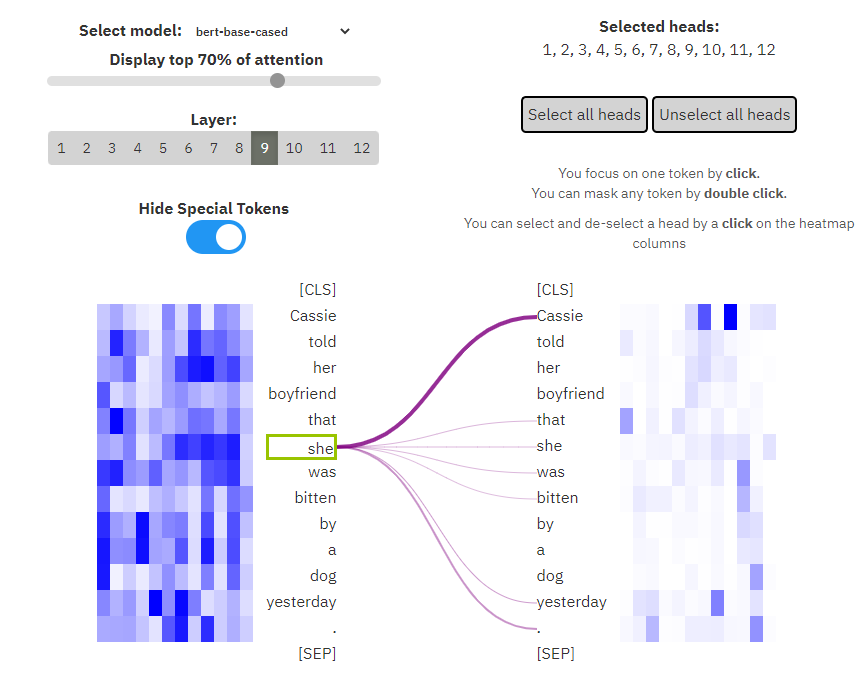 Select model: bert-base-cased
Display top 70% of attention
Layer:
1 2 3 4 5 6 7 8 9 10 11 12
Hide Special Tokens
Selected heads:
1, 2, 3, 4, 5, 6, 7, 8, 9, 10, 11, 12
Select all heads Unselect all heads
You focus on one token by click.
You can mask any token by double click.
You can select and de-select a head by a click on the heatmap
columns
[CLS] [CLS]
Cassie Cassie
told told
her her
boyfriend boyfriend
that that
she she
was was
bitten bitten
by by
a a
dog dog
yesterday yesterday
. .
[SEP] [SEP]